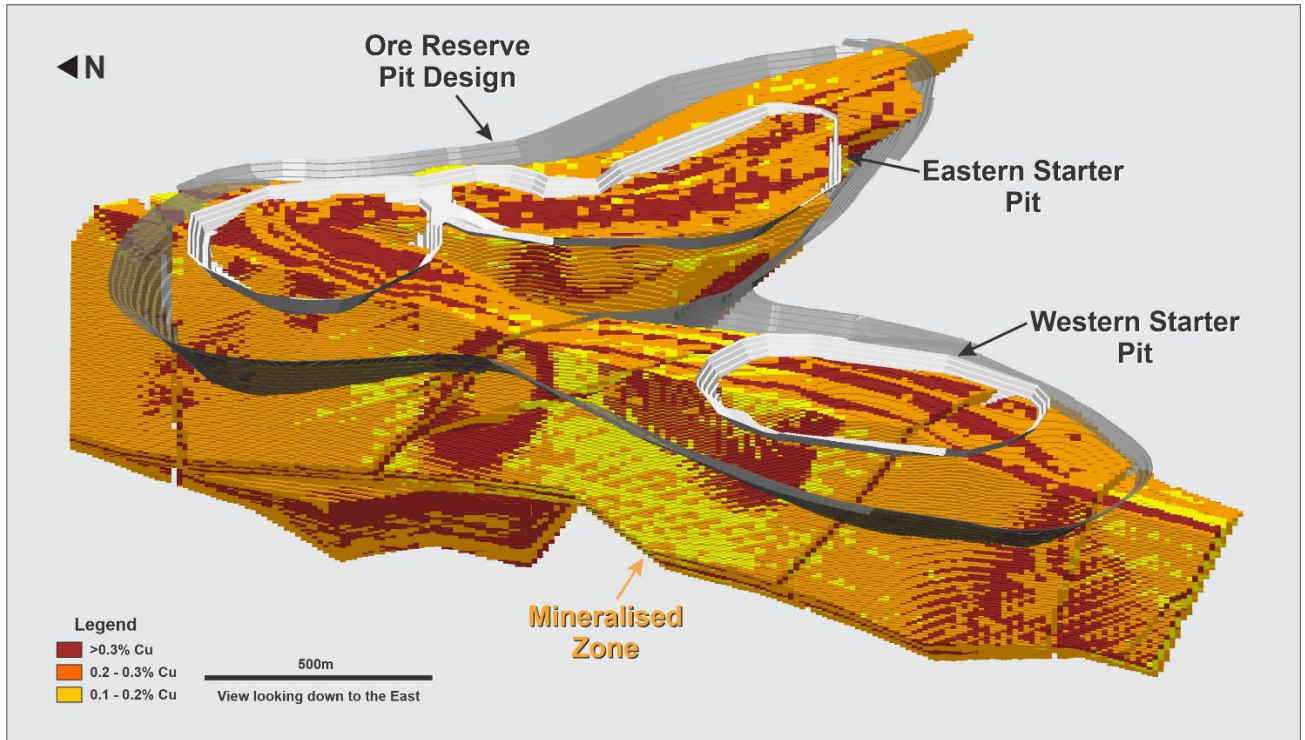 N
Ore Reserve
Pit Design
Eastern Starter
Pit
Western Starter
Pit
Mineralised
Zone
Legend
>0.3% Cu
0.2 - 0.3% Cu
0.1 - 0.2% Cu
500m
View looking down to the East